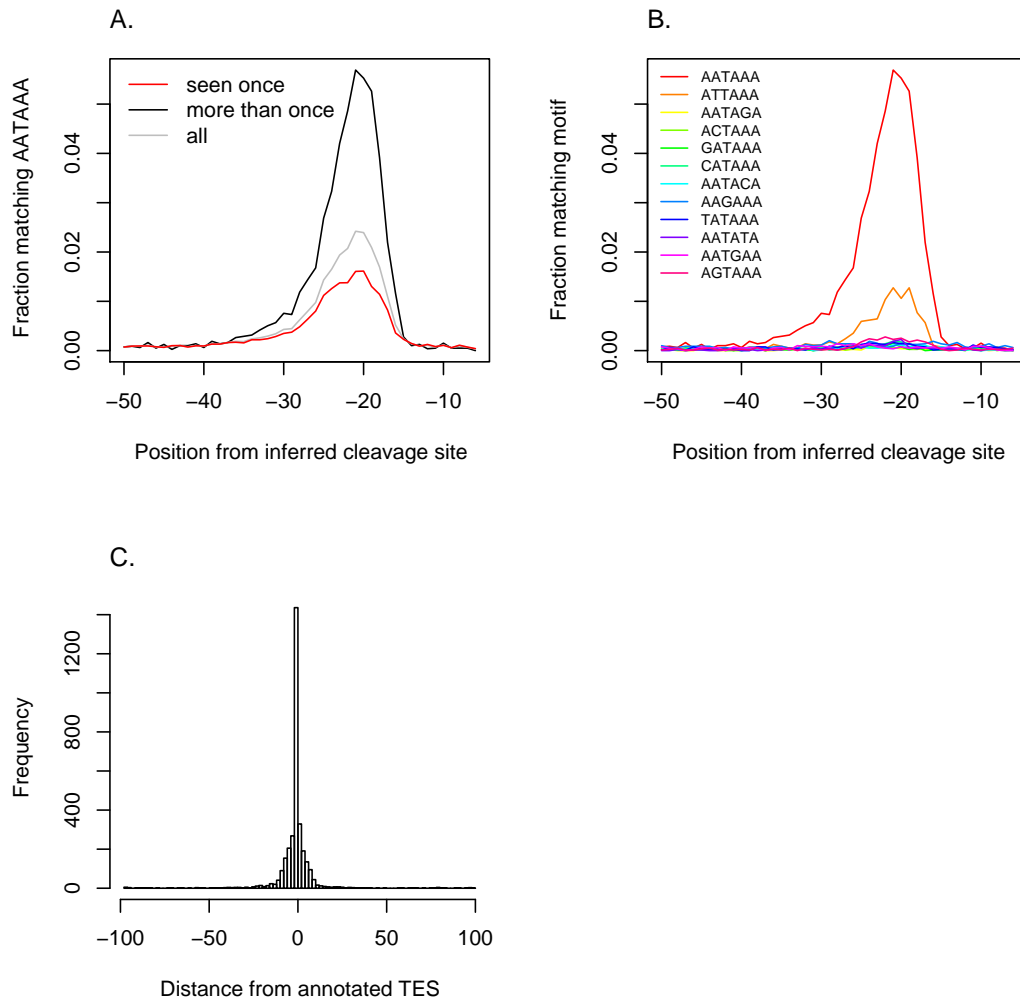 A.
Fraction matching AATAAA
0.00
0.02
0.04
seen once
more than once
all
−50
−40
−30
−20
−10
Position from inferred cleavage site
B.
Fraction matching motif
0.00
0.02
0.04
AATAAA
ATTAAA
AATAGA
ACTAAA
GATAAA
CATAAA
AATACA
AAGAAA
TATAAA
AATATA
AATGAA
AGTAAA
−50
−40
−30
−20
−10
Position from inferred cleavage site
C.
Frequency
0
400
800
1200
−100
−50
0
50
100
Distance from annotated TES